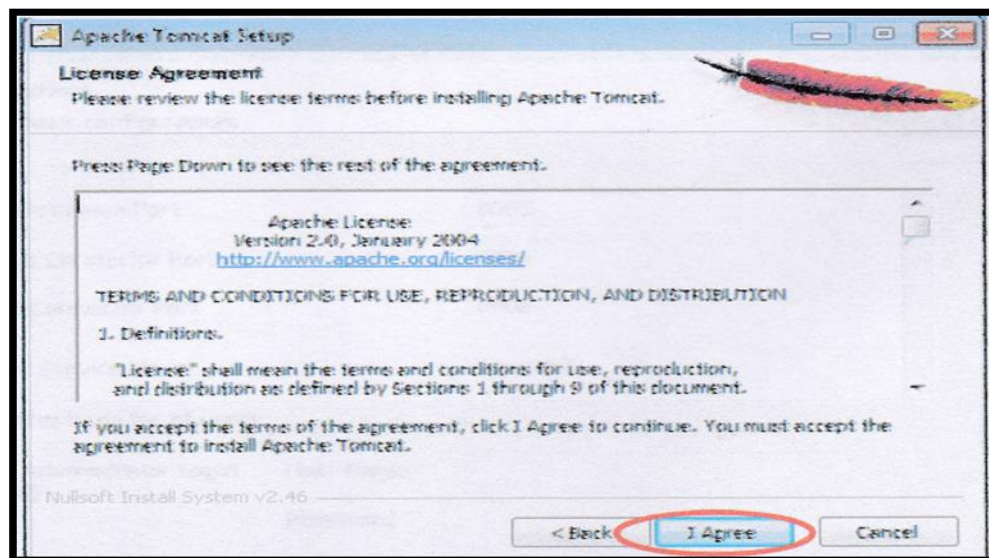 Apache Tomcat Setup
License Agreement
Please review the license terms before installing Apache Tomcat.
Press Page Down to see the rest of the agreement.
Apache License
Version 2.0, January 2004
http://www.apache.org/licenses/
TERMS AND CONDITIONS FOR USE, REPRODUCTION, AND DISTRIBUTION
1. Definitions.
"License" shall mean the terms and conditions for use, reproduction,
and distribution as defined by Sections 1 through 9 of this document.
If you accept the terms of the agreement, click I Agree to continue. You must accept the
agreement to install Apache Tomcat.
Nullsoft Install System v2.46
< Back I Agree Cancel